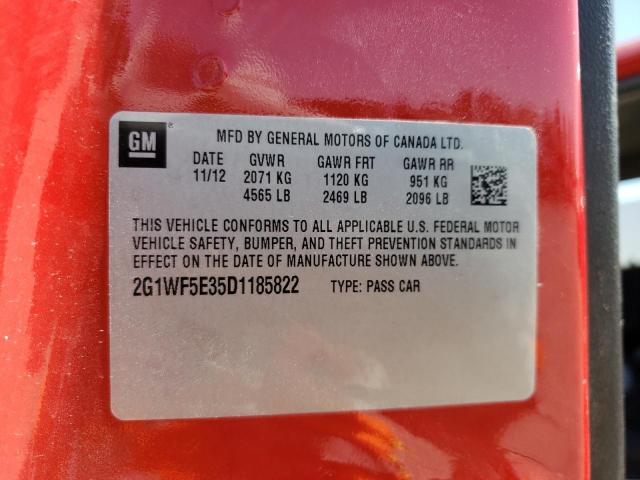 GM®
MFD BY GENERAL MOTORS OF CANADA LTD.
DATE GVWR GAWR FRT GAWR RR
11/12 2071 KG 1120 KG 951 KG
4565 LB 2469 LB 2096 LB
THIS VEHICLE CONFORMS TO ALL APPLICABLE U.S. FEDERAL MOTOR
VEHICLE SAFETY, BUMPER, AND THEFT PREVENTION STANDARDS IN
EFFECT ON THE DATE OF MANUFACTURE SHOWN ABOVE.
2G1WF5E35D1185822 TYPE: PASS CAR